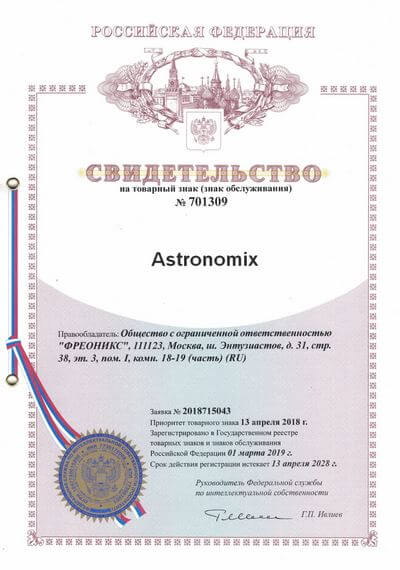 РОССИЙСКАЯ ФЕДЕРАЦИЯ
СВИДЕТЕЛЬСТВО
на товарный знак (знак обслуживания)
№ 701309
Astronomix
Правообладатель: Общество с ограниченной ответственностью
"ФРЕОНИКС", 111123, Москва, ш. Энтузиастов, д. 31, стр.
38, эт. 3, пом. I, комн. 18-19 (часть) (RU)
Заявка № 2018715043
Приоритет товарного знака 13 апреля 2018 г.
Зарегистрировано в Государственном реестре
товарных знаков и знаков обслуживания
Российской Федерации 01 марта 2019 г.
Срок действия регистрации истекает 13 апреля 2028 г.
Руководитель Федеральной службы
по интеллектуальной собственности
Г.П. Ивлиев